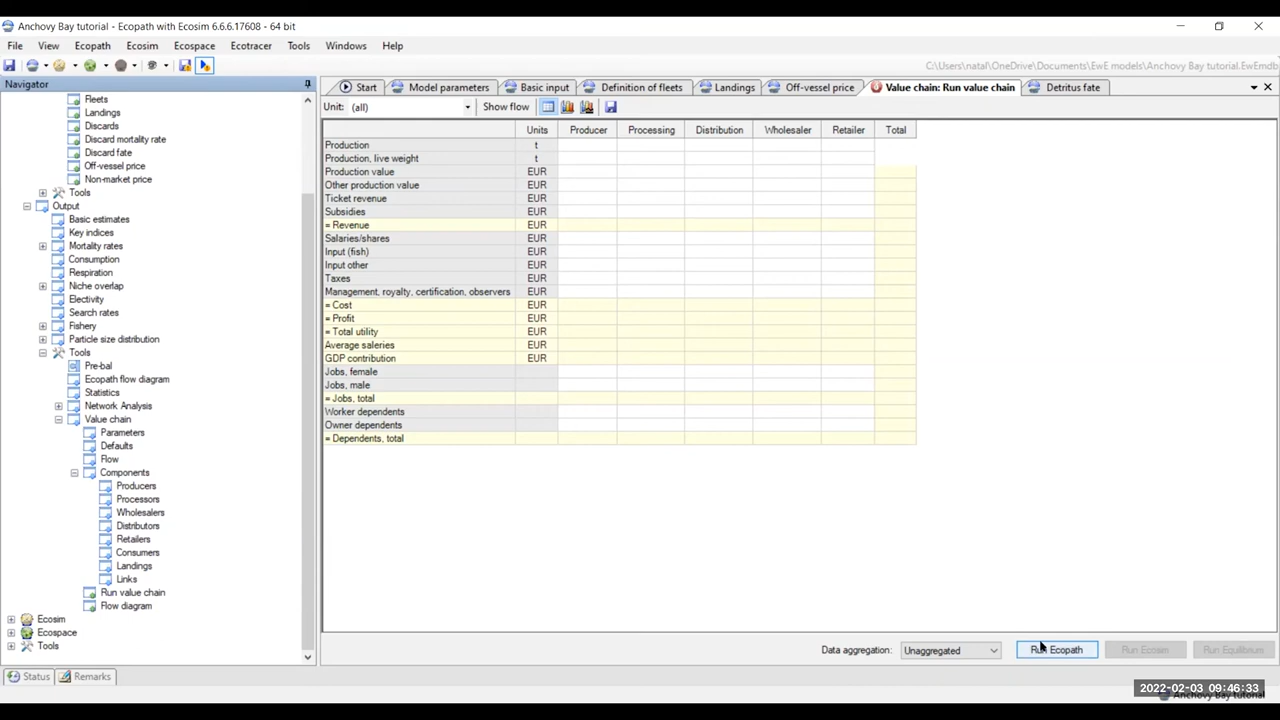 Anchovy Bay tutorial - Ecopath with Ecosim 6.6.6.17608 - 64 bit
File View Ecopath Ecosim Ecospace Ecotracer Tools Windows Help
C:\Users\natal\OneDrive\Documents\EwE models\Anchovy Bay tutorial.EwEmdb
Navigator
Fleets
Landings
Discards
Discard mortality rate
Discard fate
Off-vessel price
Non-market price
Tools
Output
Basic estimates
Key indices
Mortality rates
Consumption
Respiration
Niche overlap
Electivity
Search rates
Fishery
Particle size distribution
Tools
Pre-bal
Ecopath flow diagram
Statistics
Network Analysis
Value chain
Parameters
Defaults
Flow
Components
Producers
Processors
Wholesalers
Distributors
Retailers
Consumers
Landings
Links
Run value chain
Flow diagram
Ecosim
Ecospace
Tools
Status Remarks
Start Model parameters Basic input Definition of fleets Landings Off-vessel price Value chain: Run value chain Detritus fate
Unit: (all) Show flow
Units Producer Processing Distribution Wholesaler Retailer Total
Production t
Production, live weight t
Production value EUR
Other production value EUR
Ticket revenue EUR
Subsidies EUR
= Revenue EUR
Salaries/shares EUR
Input (fish) EUR
Input other EUR
Taxes EUR
Management, royalty, certification, observers EUR
= Cost EUR
= Profit EUR
= Total utility EUR
Average saleries EUR
GDP contribution EUR
Jobs, female
Jobs, male
= Jobs, total
Worker dependents
Owner dependents
= Dependents, total
Data aggregation: Unaggregated Run Ecopath Run Ecosim Run Equilibrium
2022-02-03 09:46:33
Anchovy Bay tutorial